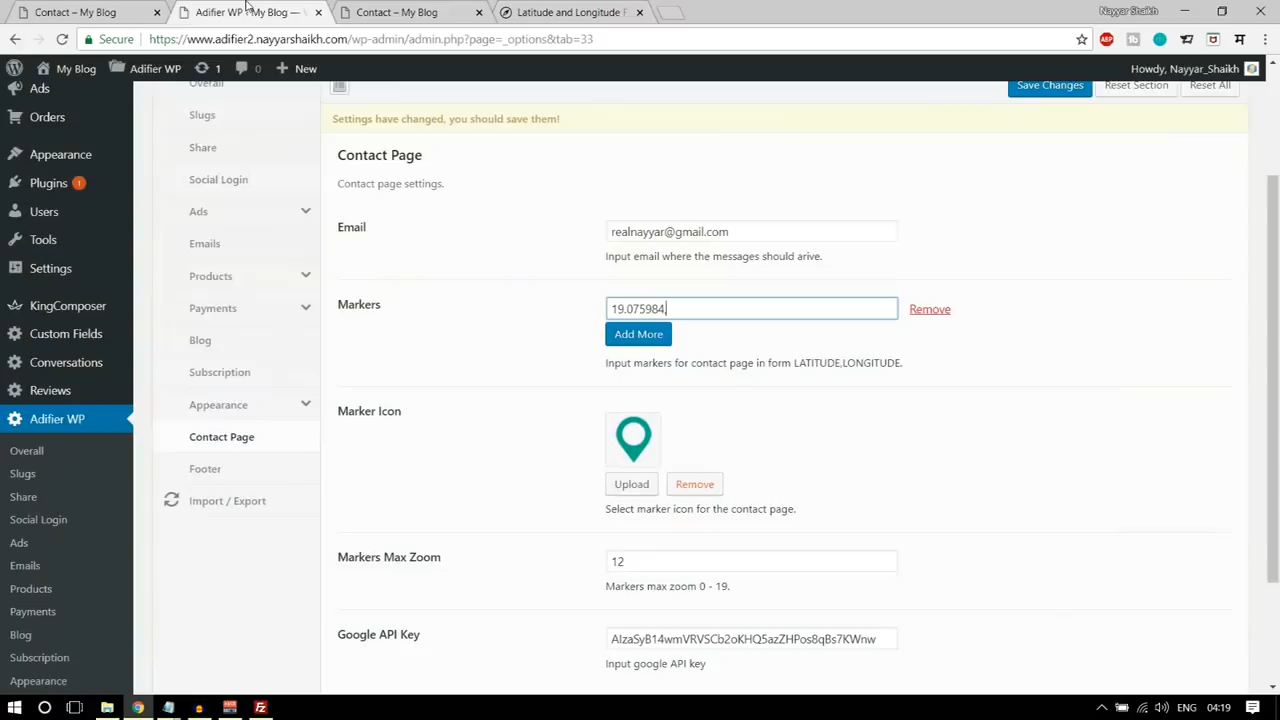 Contact – My Blog
Adifier WP
My Blog —
Contact – My Blog
Latitude and Longitude F
Nayyar Shaikh
Secure
https://www.adifier2.nayyarshaikh.com/wp-admin/admin.php?page=_options&tab=33
My Blog
Adifier WP
1
0
New
Howdy, Nayyar_Shaikh
Ads
Orders
Appearance
Plugins 1
Users
Tools
Settings
KingComposer
Custom Fields
Conversations
Reviews
Adifier WP
Overall
Slugs
Share
Social Login
Ads
Emails
Products
Payments
Blog
Subscription
Appearance
Overall
Slugs
Share
Social Login
Ads
Emails
Products
Payments
Blog
Subscription
Appearance
Contact Page
Footer
Import / Export
Save Changes
Reset Section
Reset All
Settings have changed, you should save them!
Contact Page
Contact page settings.
Email
realnayyar@gmail.com
Input email where the messages should arive.
Markers
19.075984,
Remove
Add More
Input markers for contact page in form LATITUDE,LONGITUDE.
Marker Icon
Upload
Remove
Select marker icon for the contact page.
Markers Max Zoom
12
Markers max zoom 0 - 19.
Google API Key
AIzaSyB14wmVRVSCb2oKHQ5azZHPos8qBs7KWnw
Input google API key
ENG
04:19